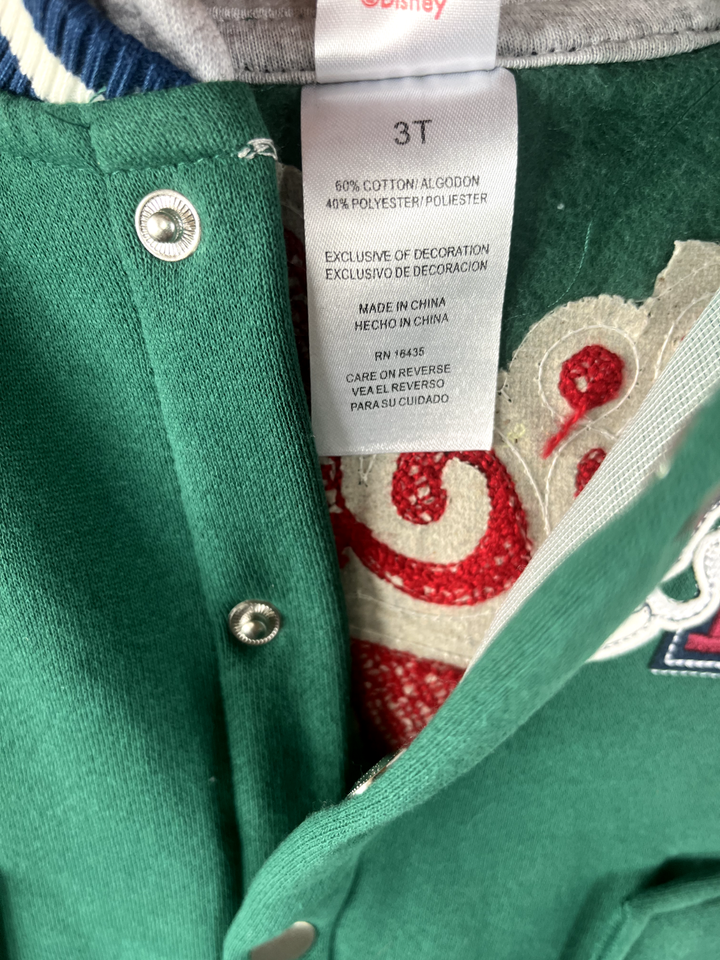 ©Disney
3T
60% COTTON/ ALGODON
40% POLYESTER/ POLIESTER
EXCLUSIVE OF DECORATION
EXCLUSIVO DE DECORACION
MADE IN CHINA
HECHO IN CHINA
RN 16435
CARE ON REVERSE
VEA EL REVERSO
PARA SU CUIDADO